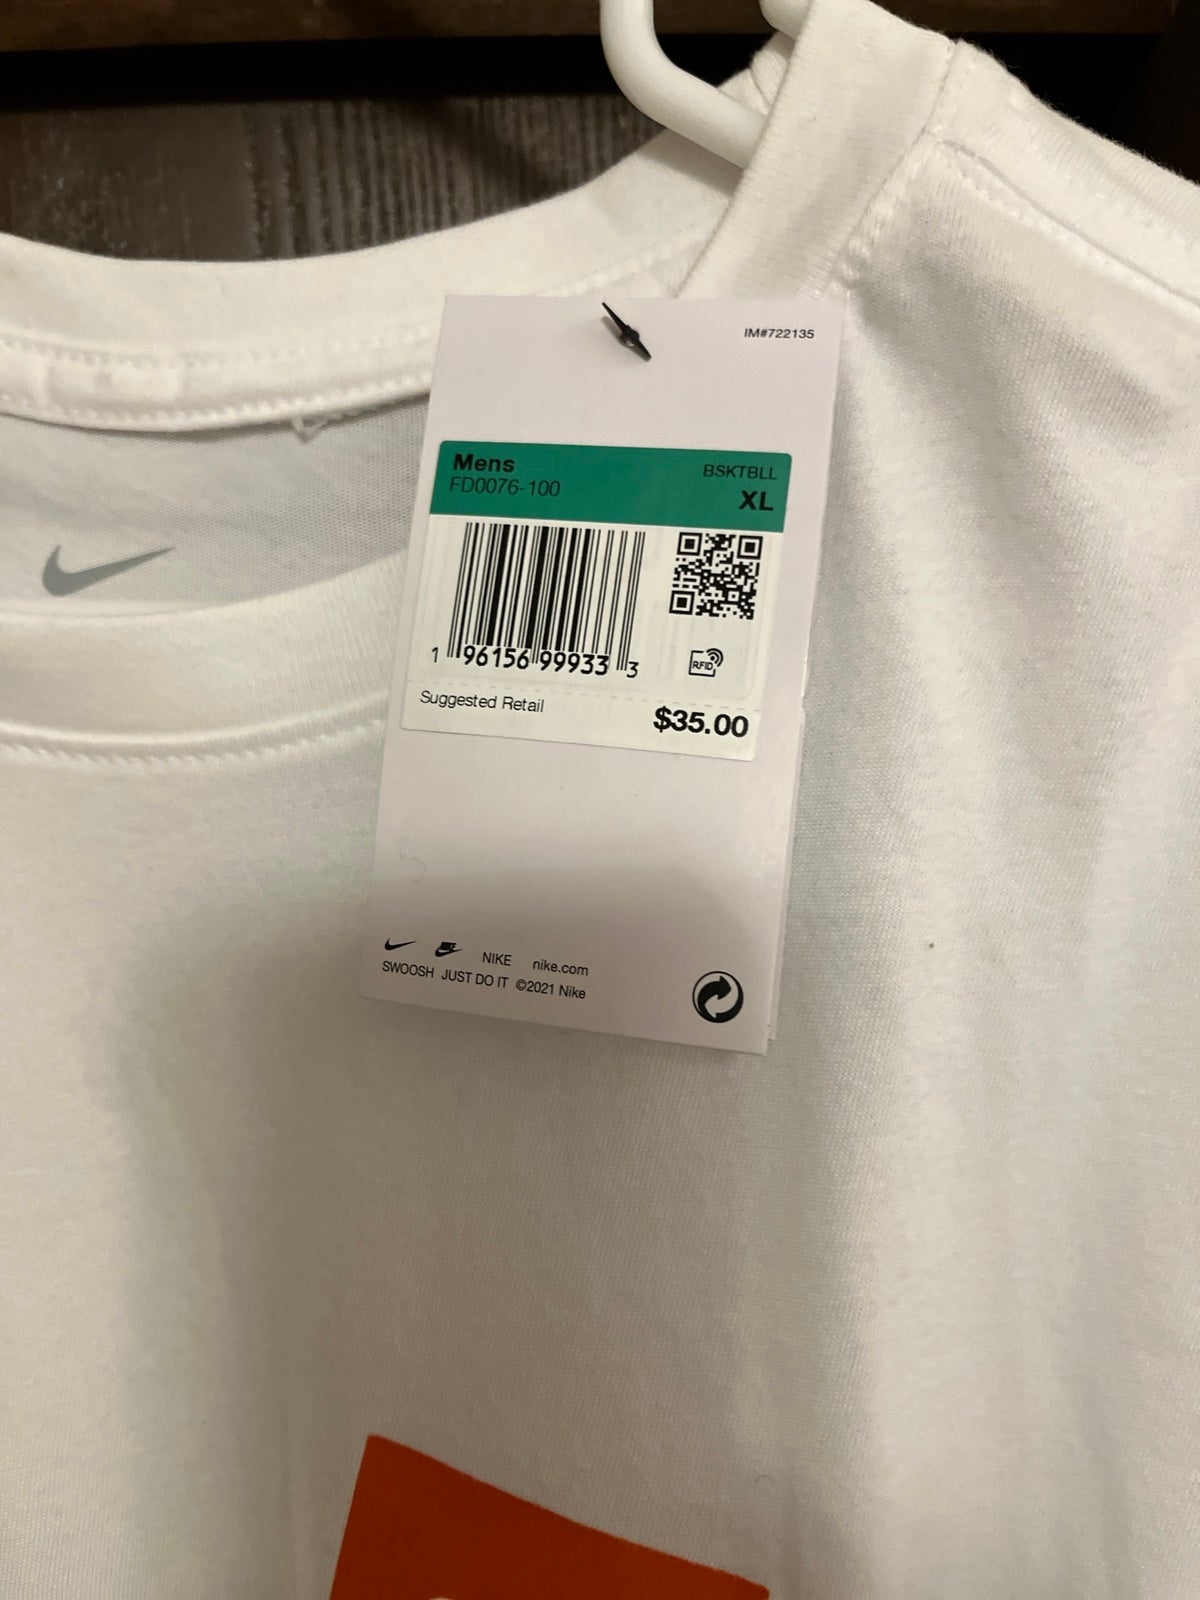 IM#722135
Mens BSKTBLL
FD0076-100 XL
1 96156 99933 3
RFID
Suggested Retail $35.00
NIKE nike.com
SWOOSH JUST DO IT ©2021 Nike